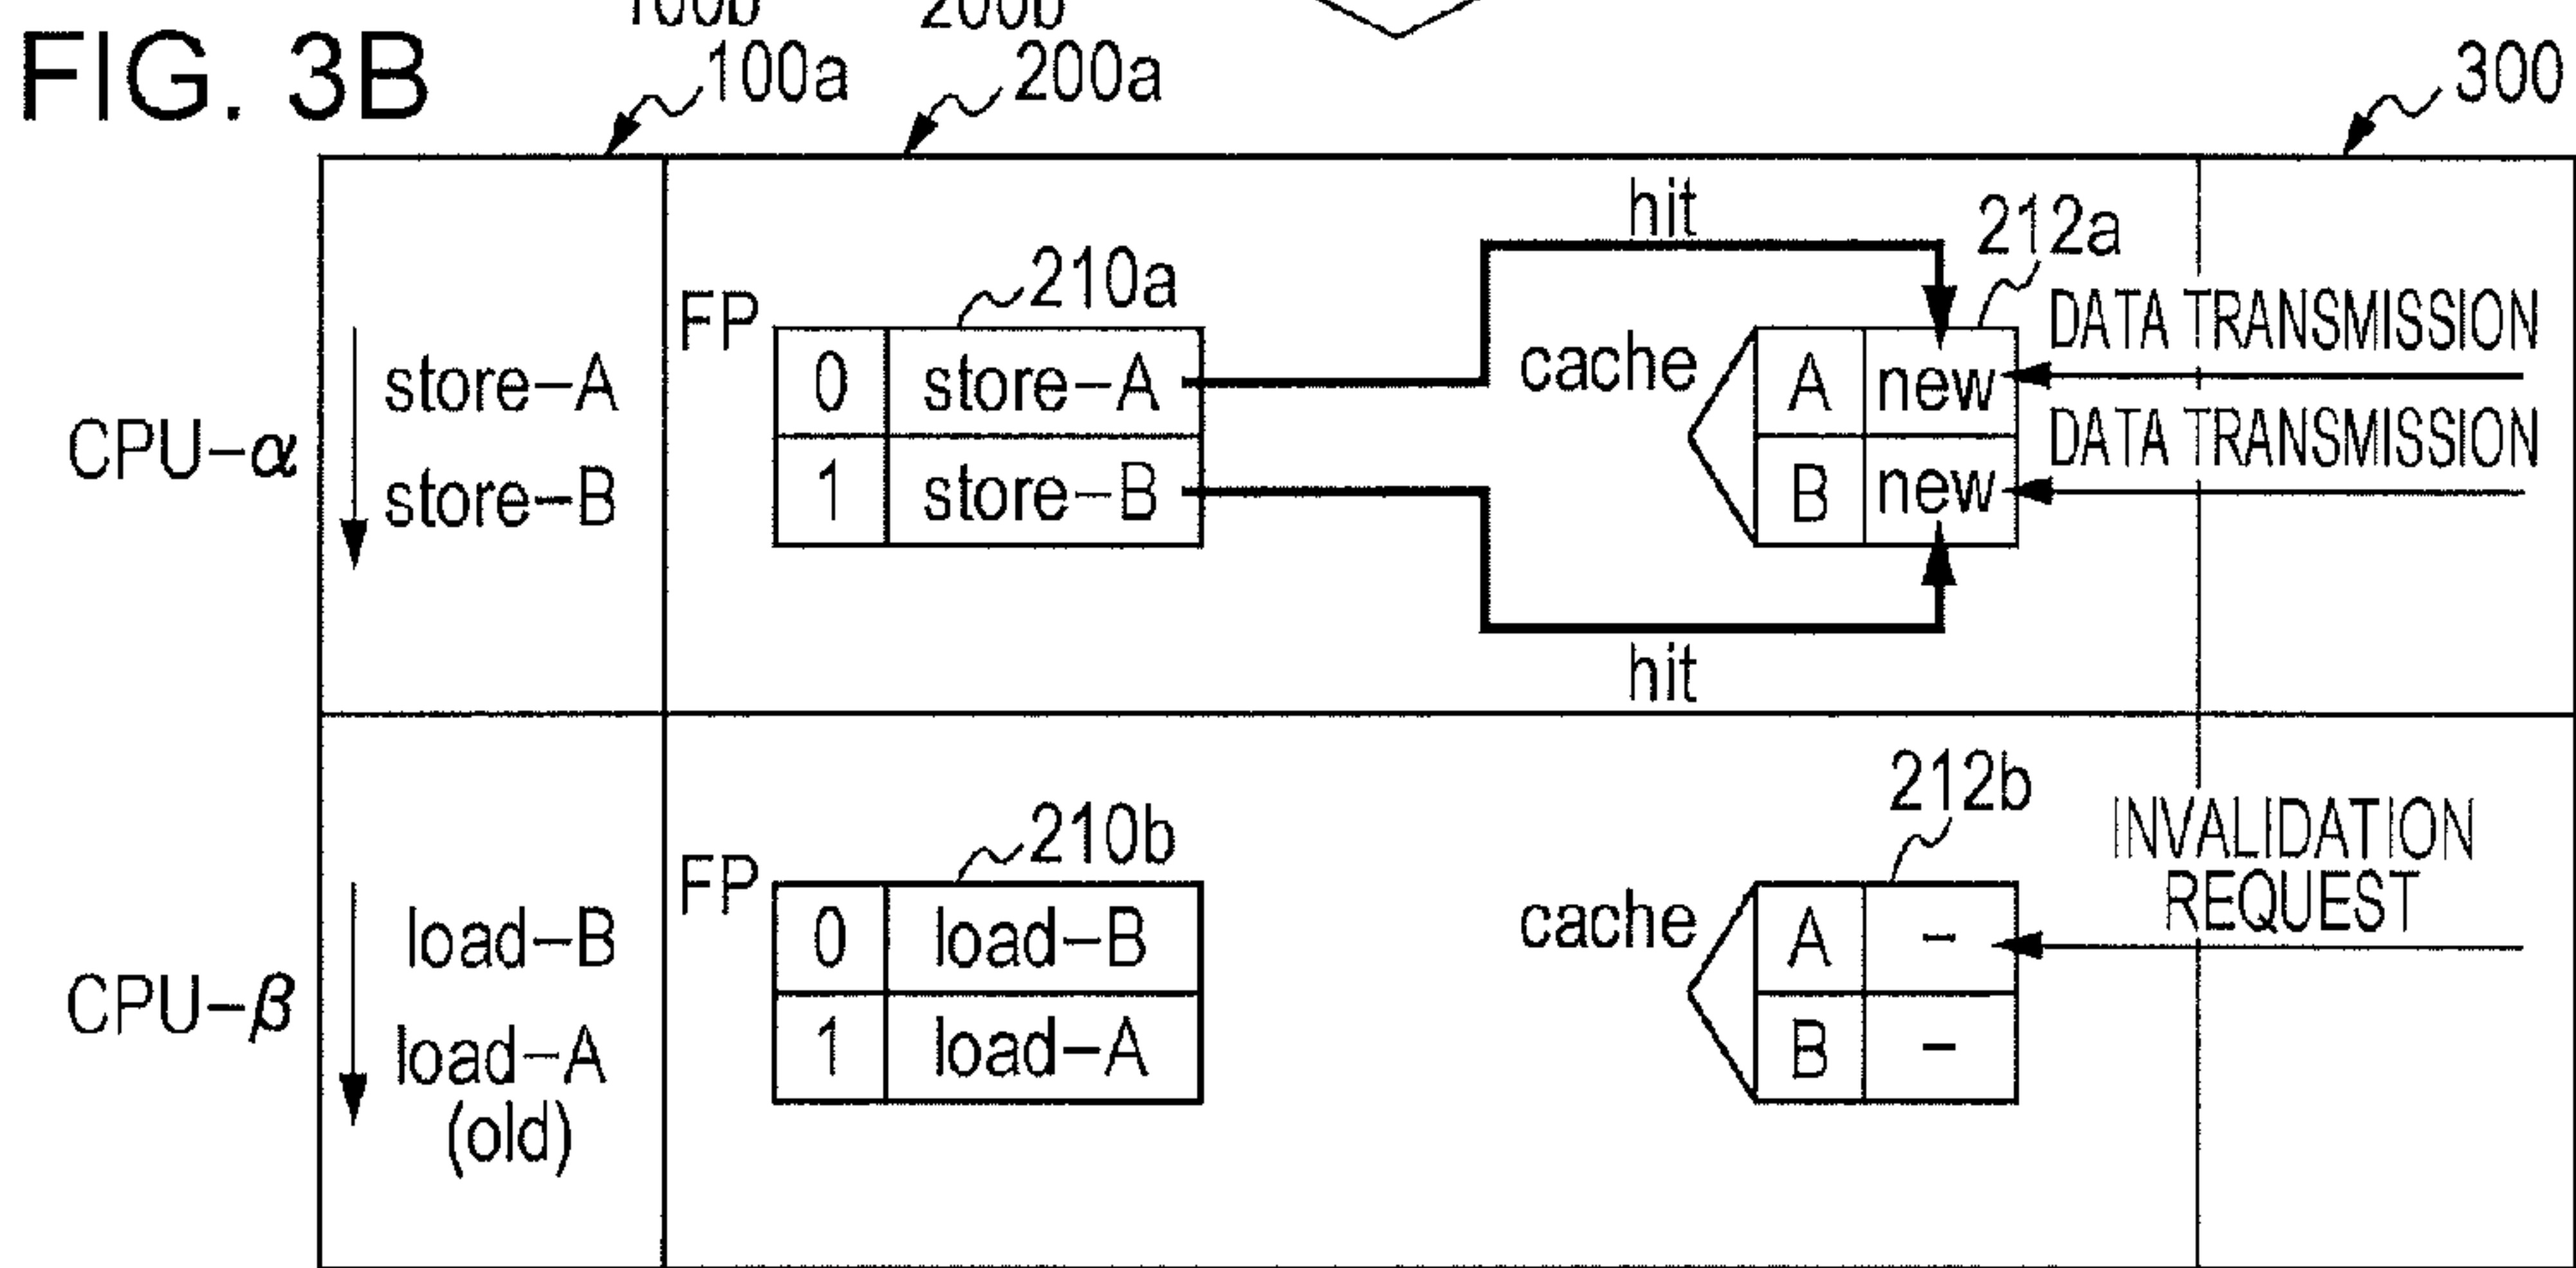 100b 200b
FIG. 3B
100a 200a 300
hit
212a
210a
FP
DATA TRANSMISSION
0 store-A
cache
A new
store-A
DATA TRANSMISSION
CPU-α
store-B
1 store-B
B new
hit
212b
210b
INVALIDATION
REQUEST
FP
load-B
0 load-B
cache
A -
CPU-β
load-A
(old)
1 load-A
B -